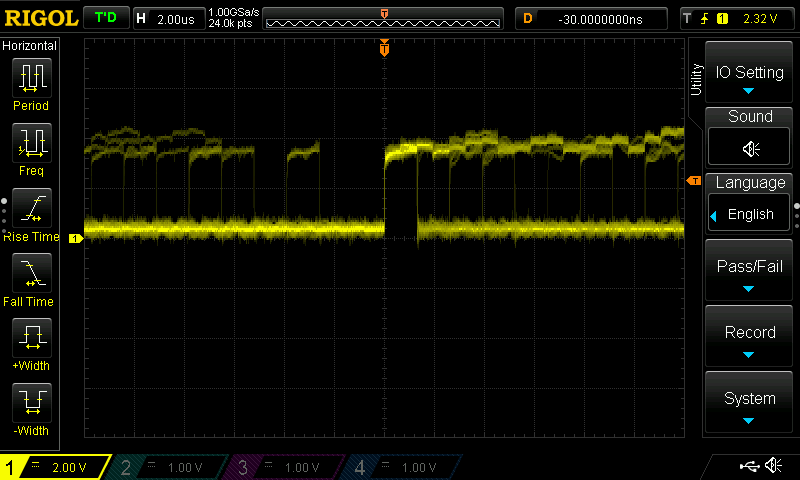 RIGOL T'D H 2.00us 1.00GSa/s 24.0k pts T D -30.0000000ns T 1 2.32 V
Horizontal
Period
Freq
Rise Time
Fall Time
+Width
-Width
T
T
1
Utility
IO Setting
Sound
Language
English
Pass/Fail
Record
System
1 2.00 V 2 1.00 V 3 1.00 V 4 1.00 V